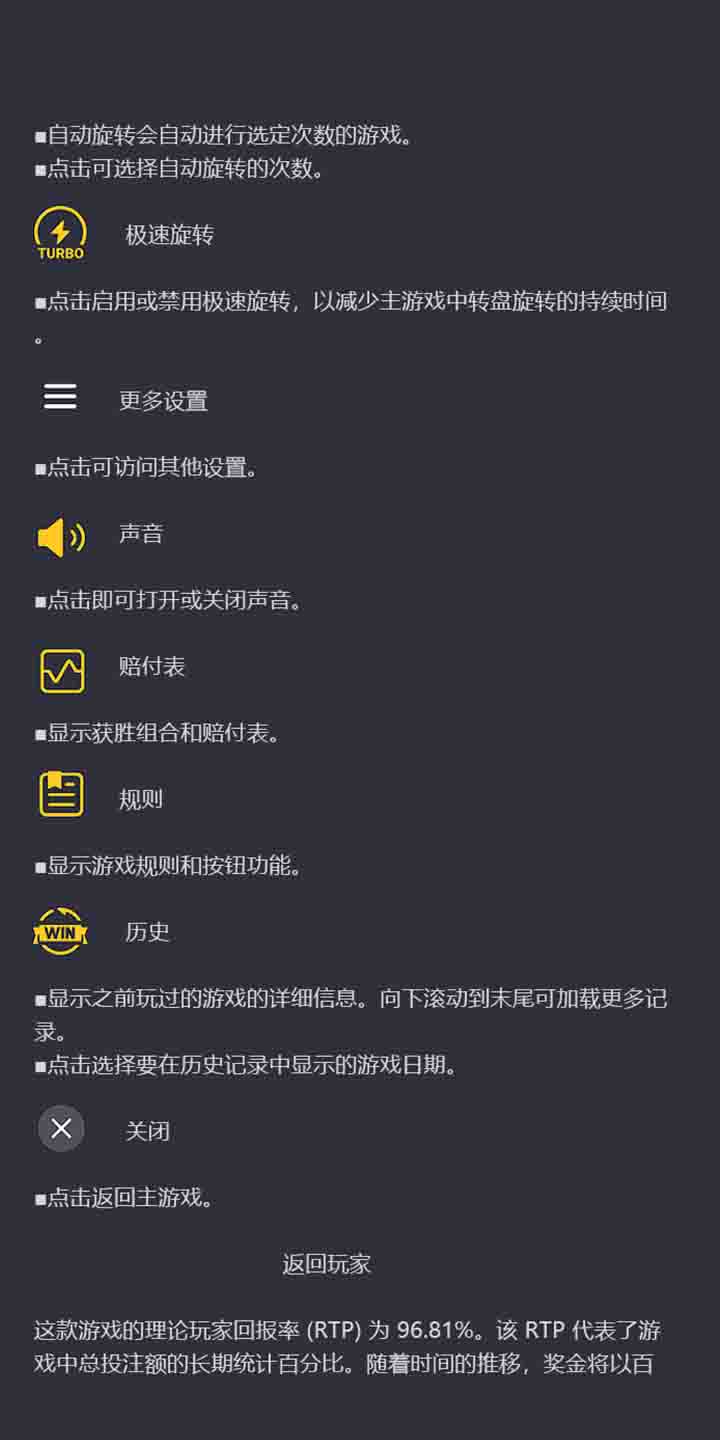 ■自动旋转会自动进行选定次数的游戏。
■点击可选择自动旋转的次数。
TURBO
极速旋转
■点击启用或禁用极速旋转，以减少主游戏中转盘旋转的持续时间
。
更多设置
■点击可访问其他设置。
声音
■点击即可打开或关闭声音。
赔付表
■显示获胜组合和赔付表。
规则
■显示游戏规则和按钮功能。
WIN
历史
■显示之前玩过的游戏的详细信息。向下滚动到末尾可加载更多记
录。
■点击选择要在历史记录中显示的游戏日期。
关闭
■点击返回主游戏。
返回玩家
这款游戏的理论玩家回报率 (RTP) 为 96.81%。该 RTP 代表了游
戏中总投注额的长期统计百分比。随着时间的推移，奖金将以百